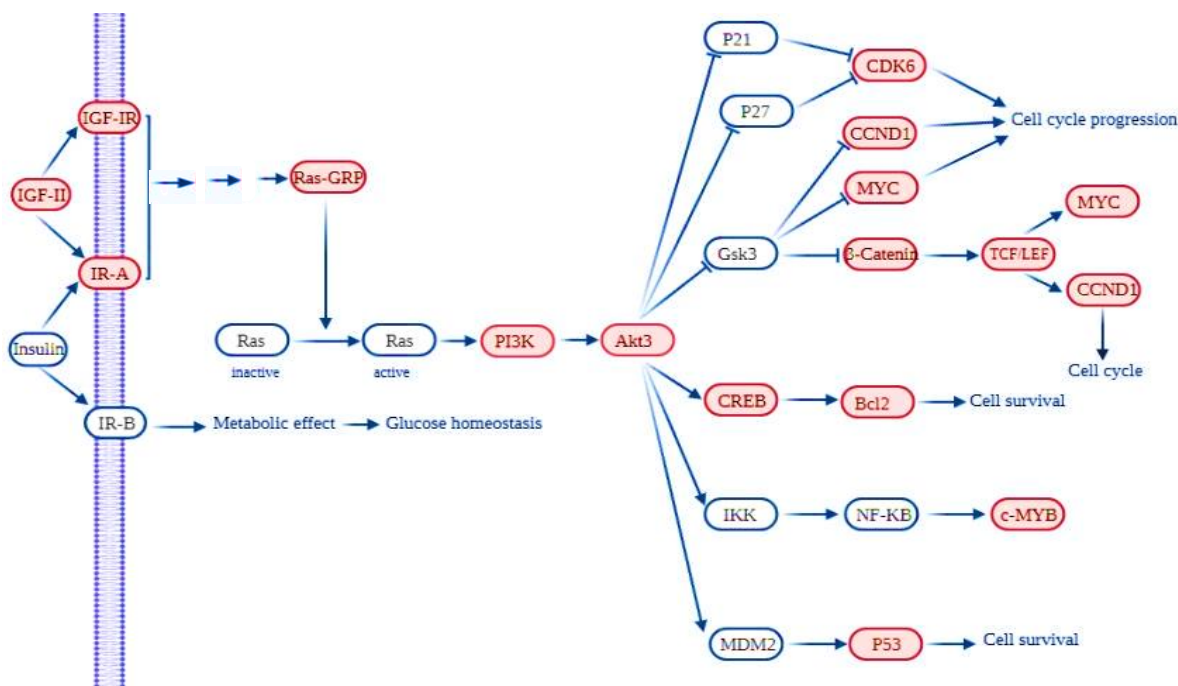 P21
CDK6
P27
Cell cycle progression
IGF-IR
CCND1
Ras-GRP
IGF-II
MYC
MYC
Gsk3
ß-Catenin
TCF/LEF
IR-A
CCND1
Insulin
Ras
Ras
PI3K
Akt3
inactive
active
Cell cycle
CREB
Bcl2
Cell survival
IR-B
Metabolic effect
Glucose homeostasis
IKK
NF-KB
c-MYB
MDM2
P53
Cell survival